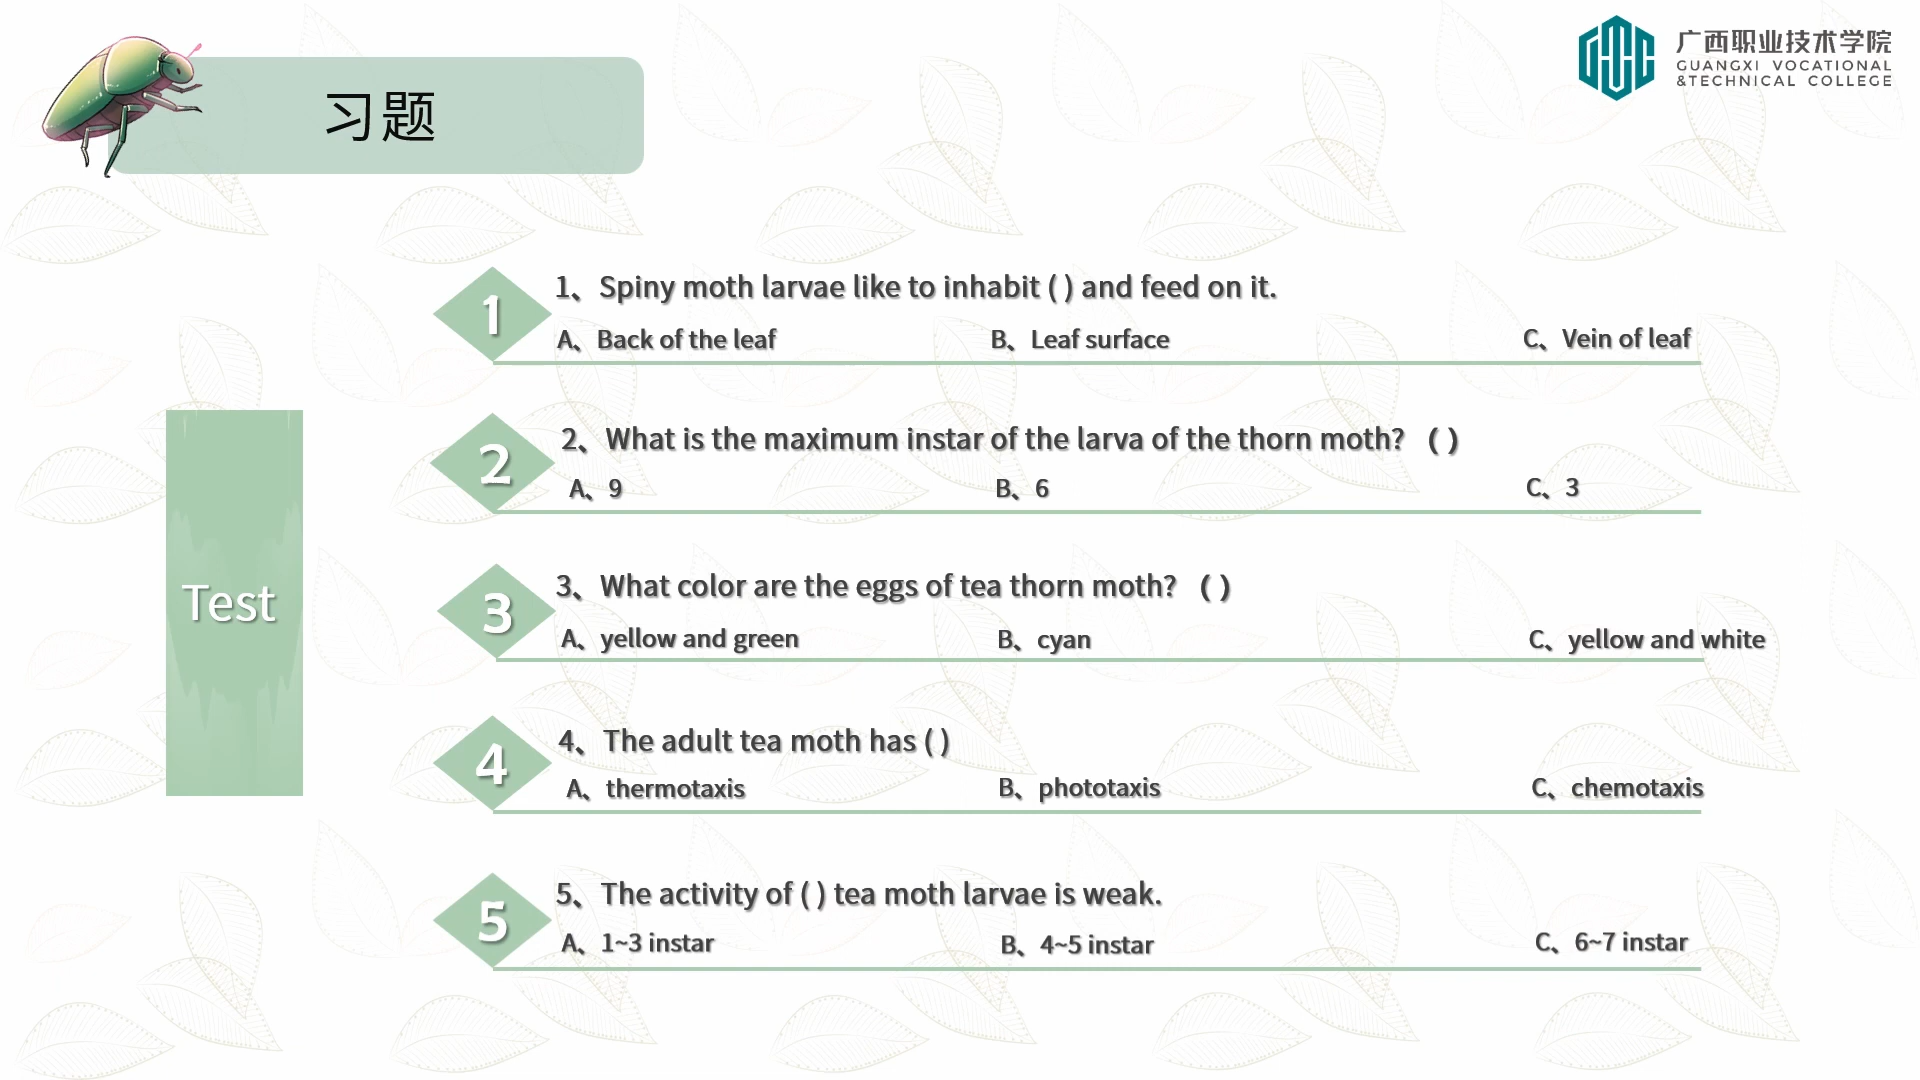 习题
广西职业技术学院
GUANGXI VOCATIONAL
&TECHNICAL COLLEGE
Test
1
1、Spiny moth larvae like to inhabit ( ) and feed on it.
A、Back of the leaf B、Leaf surface C、Vein of leaf
2
2、What is the maximum instar of the larva of the thorn moth? ( )
A、9 B、6 C、3
3
3、What color are the eggs of tea thorn moth? ( )
A、yellow and green B、cyan C、yellow and white
4
4、The adult tea moth has ( )
A、thermotaxis B、phototaxis C、chemotaxis
5
5、The activity of ( ) tea moth larvae is weak.
A、1~3 instar B、4~5 instar C、6~7 instar